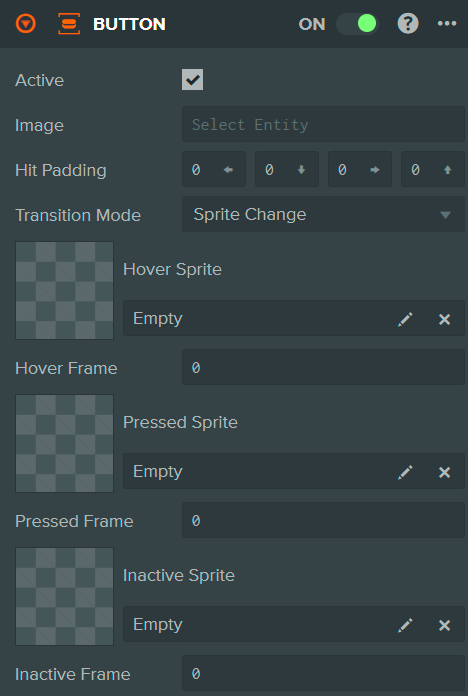 BUTTON ON ?
Active
Image Select Entity
Hit Padding 0 0 0 0
Transition Mode Sprite Change
Hover Sprite
Empty
Hover Frame 0
Pressed Sprite
Empty
Pressed Frame 0
Inactive Sprite
Empty
Inactive Frame 0